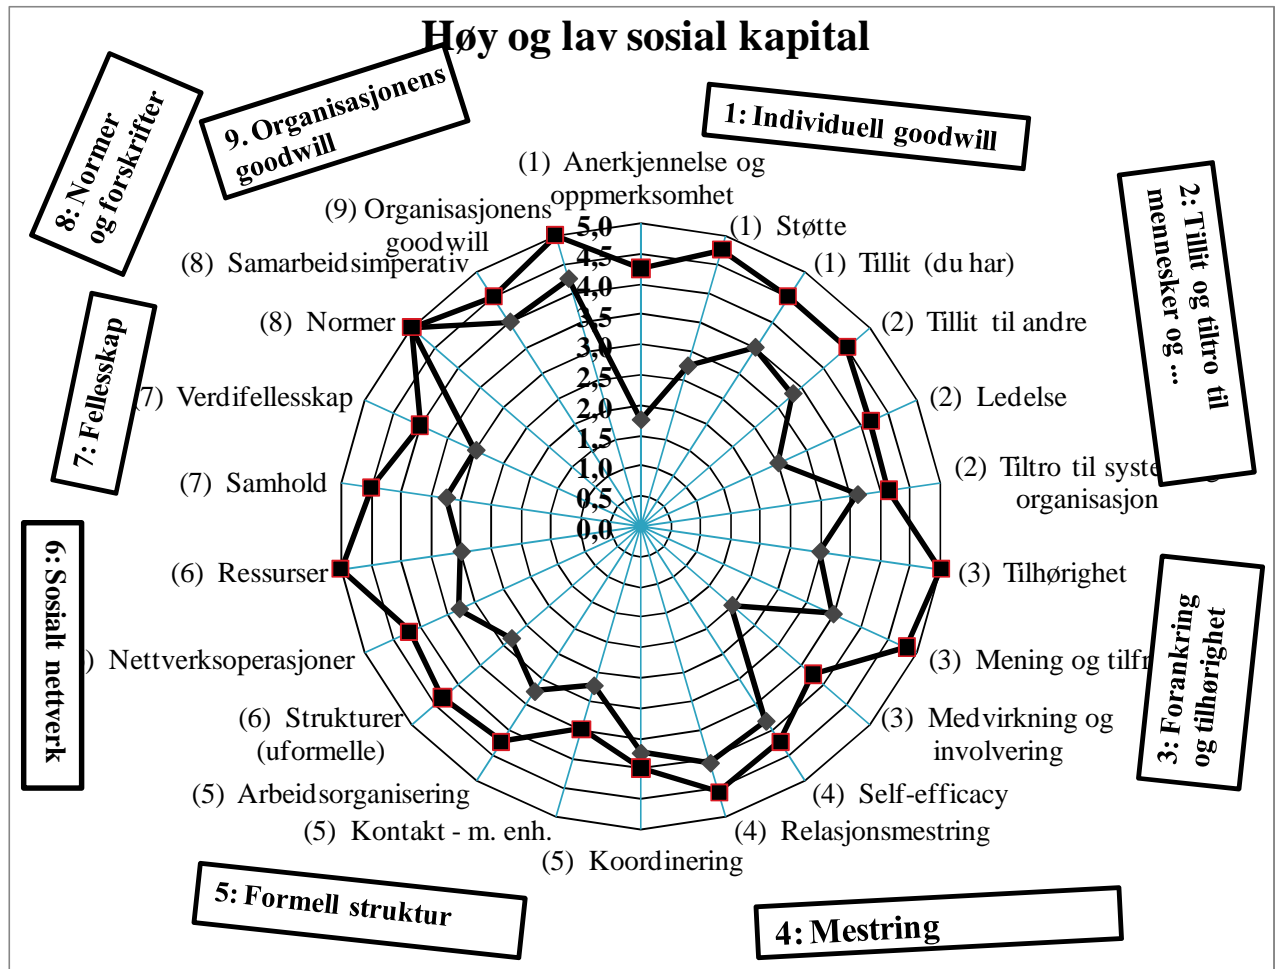 Høy og lav sosial kapital
8: Normer
og forskrifter
9. Organisasjonens
goodwill
1: Individuell goodwill
2: Tillit og tiltro til
mennesker og ...
3: Forankring
og tilhørighet
4: Mestring
5: Formell struktur
6: Sosialt nettverk
7: Fellesskap
(1) Anerkjennelse og
oppmerksomhet
(1) Støtte
(1) Tillit (du har)
(2) Tillit til andre
(2) Ledelse
(2) Tiltro til
organisasjon
(3) Tilhørighet
(3) Mening og
(3) Medvirkning og
involvering
(4) Self-efficacy
(4) Relasjonsmestring
(5) Koordinering
(5) Kontakt - m. enh.
(5) Arbeidsorganisering
(6) Strukturer
(uformelle)
) Nettverksoperasjoner
(6) Ressurser
(7) Samhold
7) Verdifellesskap
(8) Normer
(8) Samarbeidsimperativ
(9) Organisasjonens
goodwill
5,0
4,5
4,0
3,5
3,0
2,5
2,0
1,5
1,0
0,5
0,0